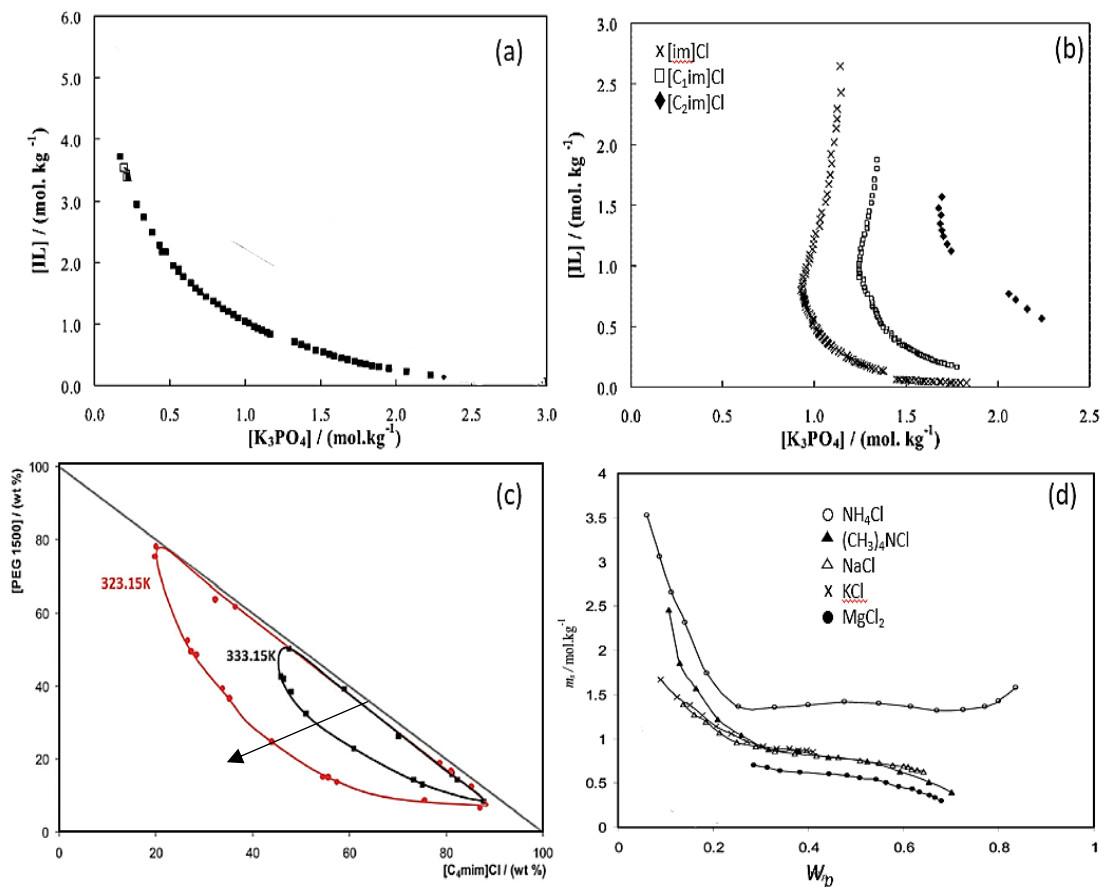 (a)
6.0
5.0
4.0
3.0
2.0
1.0
0.0
[IL] / (mol. kg -1)
0.0 0.5 1.0 1.5 2.0 2.5 3.0
[K3PO4] / (mol.kg-1)
(b)
× [im]Cl
□ [C1im]Cl
◆ [C2im]Cl
3.0
2.5
2.0
1.5
1.0
0.5
0.0
[IL] / (mol. kg -1)
0.0 1.0 1.5 2.0 2.5
[K3PO4] / (mol.kg-1)
(c)
100
80
60
40
20
0
[PEG 1500] / (wt %)
323.15K
333.15K
0 20 40 60 80 100
[C4mim]Cl / (wt %)
(d)
NH4Cl
(CH3)4NCl
NaCl
KCl
MgCl2
4
3.5
3
2.5
2
1.5
1
0.5
0
ms / mol.kg-1
0 0.2 0.4 0.6 0.8 1
Wp